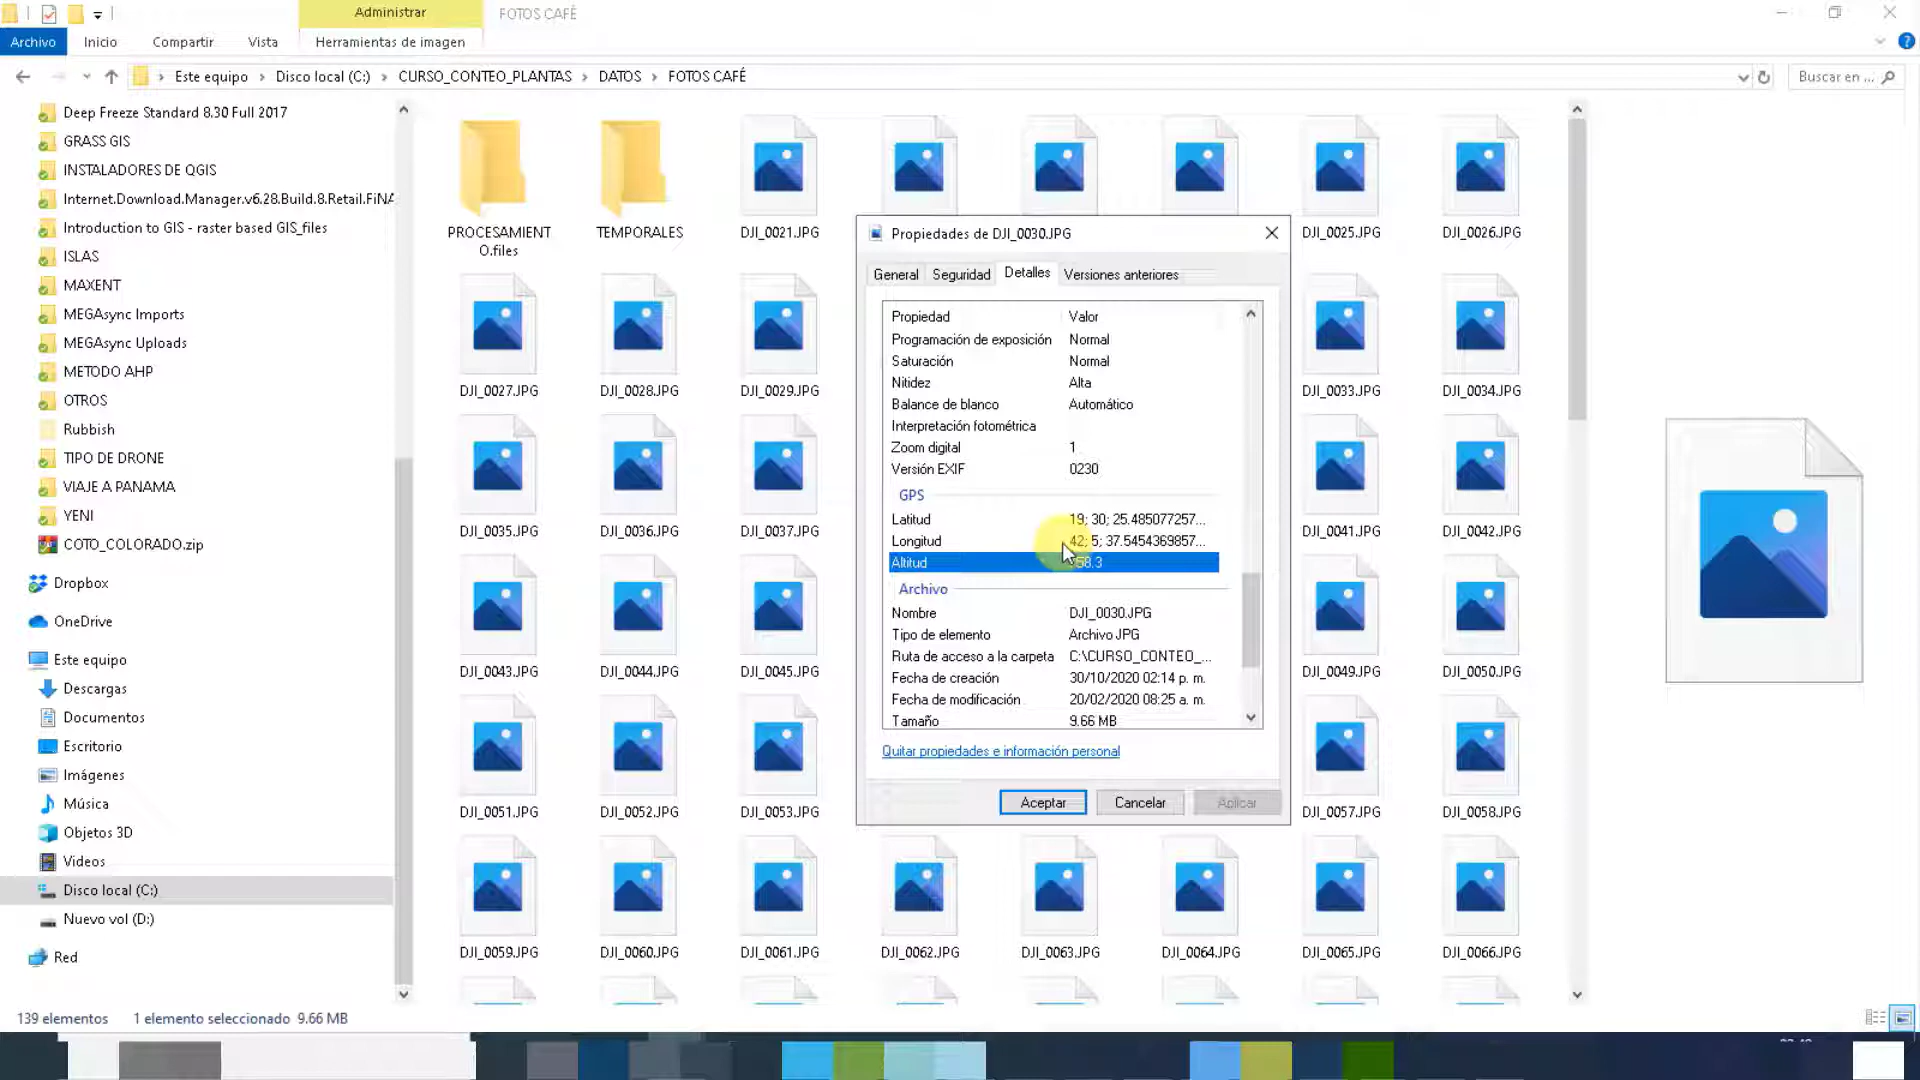 Administrar
FOTOS CAFÉ
Archivo
Inicio
Compartir
Vista
Herramientas de imagen
Este equipo
Disco local (C:)
CURSO_CONTEO_PLANTAS
DATOS
FOTOS CAFÉ
Buscar en ...
Deep Freeze Standard 8.30 Full 2017
GRASS GIS
INSTALADORES DE QGIS
Internet.Download.Manager.v6.28.Build.8.Retail.FiNA
Introduction to GIS - raster based GIS_files
ISLAS
MAXENT
MEGAsync Imports
MEGAsync Uploads
METODO AHP
OTROS
Rubbish
TIPO DE DRONE
VIAJE A PANAMA
YENI
COTO_COLORADO.zip
Dropbox
OneDrive
Este equipo
Descargas
Documentos
Escritorio
Imágenes
Música
Objetos 3D
Videos
Disco local (C:)
Nuevo vol (D:)
Red
PROCESAMIENT
O.files
TEMPORALES
DJI_0021.JPG
DJI_0025.JPG
DJI_0026.JPG
DJI_0027.JPG
DJI_0028.JPG
DJI_0029.JPG
DJI_0033.JPG
DJI_0034.JPG
DJI_0035.JPG
DJI_0036.JPG
DJI_0037.JPG
DJI_0041.JPG
DJI_0042.JPG
DJI_0043.JPG
DJI_0044.JPG
DJI_0045.JPG
DJI_0049.JPG
DJI_0050.JPG
DJI_0051.JPG
DJI_0052.JPG
DJI_0053.JPG
DJI_0057.JPG
DJI_0058.JPG
DJI_0059.JPG
DJI_0060.JPG
DJI_0061.JPG
DJI_0062.JPG
DJI_0063.JPG
DJI_0064.JPG
DJI_0065.JPG
DJI_0066.JPG
Propiedades de DJI_0030.JPG
General
Seguridad
Detalles
Versiones anteriores
Propiedad Valor
Programación de exposición Normal
Saturación Normal
Nitidez Alta
Balance de blanco Automático
Interpretación fotométrica
Zoom digital 1
Versión EXIF 0230
GPS
Latitud 19; 30; 25.485077257...
Longitud 42; 5; 37.5454369857...
Altitud
Archivo
Nombre DJI_0030.JPG
Tipo de elemento Archivo JPG
Ruta de acceso a la carpeta C:\CURSO_CONTEO_...
Fecha de creación 30/10/2020 02:14 p. m.
Fecha de modificación 20/02/2020 08:25 a. m.
Tamaño 9.66 MB
Quitar propiedades e información personal
Aceptar
Cancelar
Aplicar
139 elementos
1 elemento seleccionado 9.66 MB